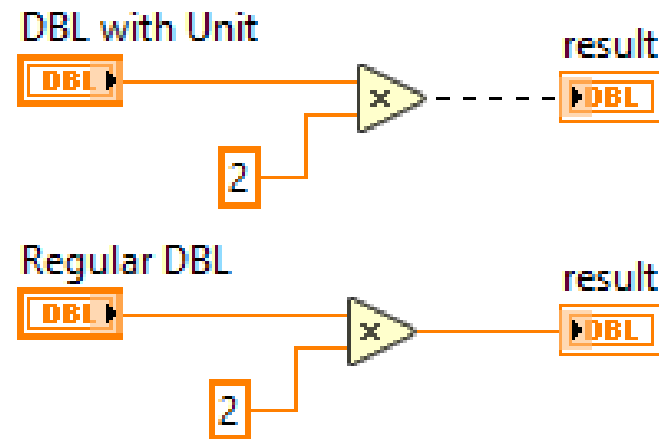 DBL with Unit
result
DBL
×
DBL
2
Regular DBL
result
DBL
×
DBL
2